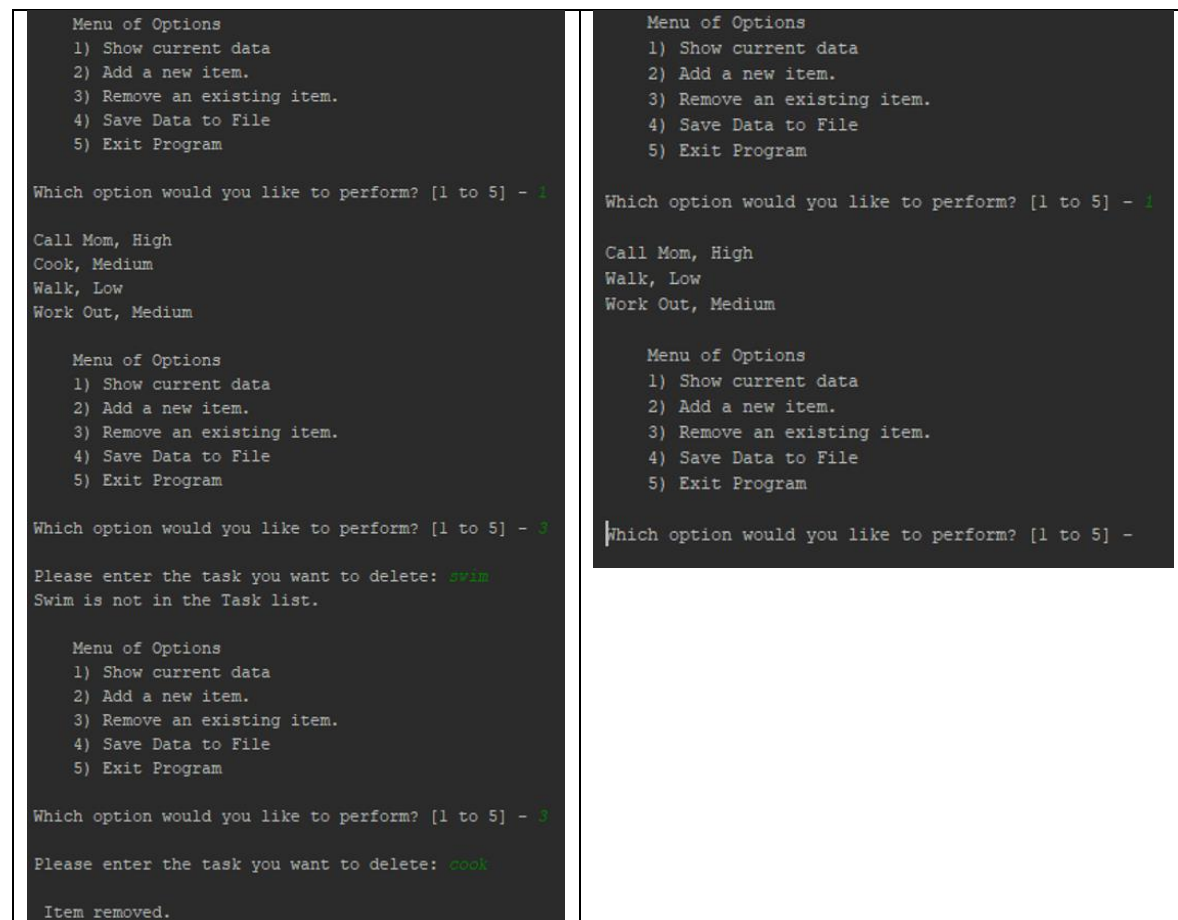 Menu of Options
1) Show current data
2) Add a new item.
3) Remove an existing item.
4) Save Data to File
5) Exit Program
Which option would you like to perform? [1 to 5] - 1
Call Mom, High
Cook, Medium
Walk, Low
Work Out, Medium
Menu of Options
1) Show current data
2) Add a new item.
3) Remove an existing item.
4) Save Data to File
5) Exit Program
Which option would you like to perform? [1 to 5] - 3
Please enter the task you want to delete: swim
Swim is not in the Task list.
Menu of Options
1) Show current data
2) Add a new item.
3) Remove an existing item.
4) Save Data to File
5) Exit Program
Which option would you like to perform? [1 to 5] - 3
Please enter the task you want to delete: cook
Item removed.
Menu of Options
1) Show current data
2) Add a new item.
3) Remove an existing item.
4) Save Data to File
5) Exit Program
Which option would you like to perform? [1 to 5] - 1
Call Mom, High
Walk, Low
Work Out, Medium
Menu of Options
1) Show current data
2) Add a new item.
3) Remove an existing item.
4) Save Data to File
5) Exit Program
Which option would you like to perform? [1 to 5] -